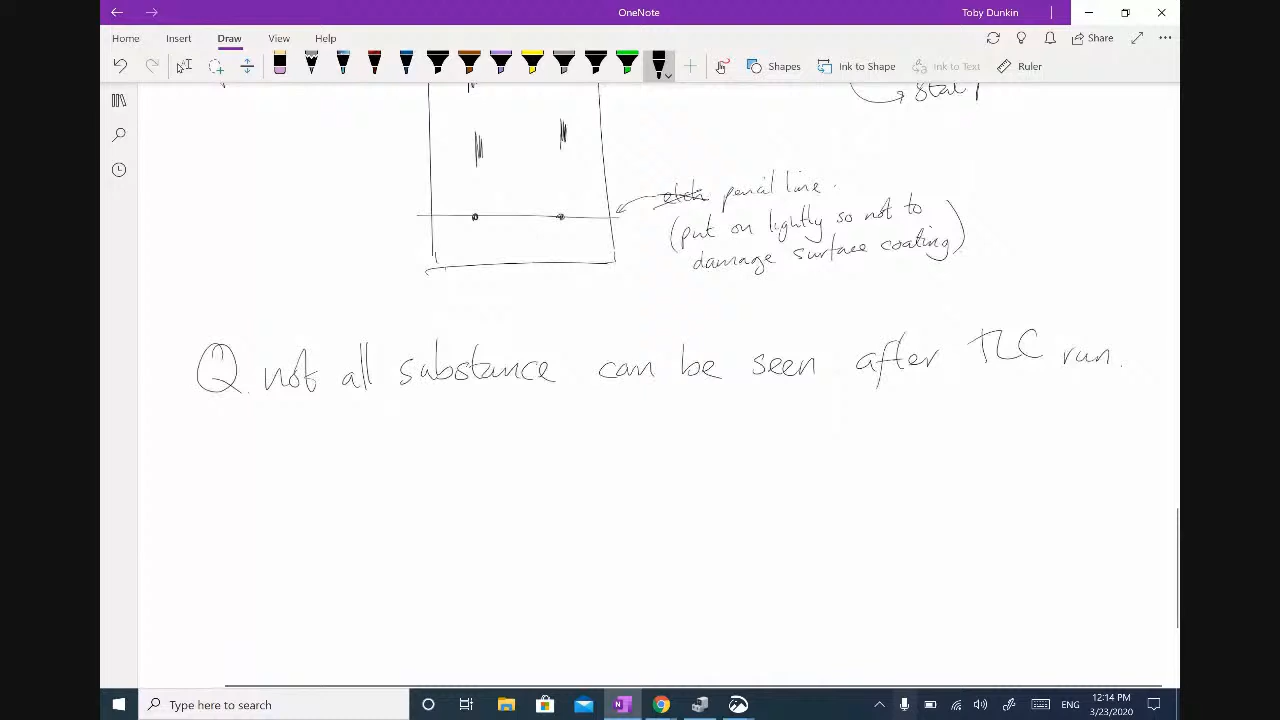 OneNote
Toby Dunkin
Home
Insert
Draw
View
Help
Share
Shapes
Ink to Shape
Ink to Text
Ruler
pencil line.
(put on lightly so not to
damage surface coating)
Q. not all substance can be seen after TLC run.
Type here to search
ENG
12:14 PM
3/23/2020